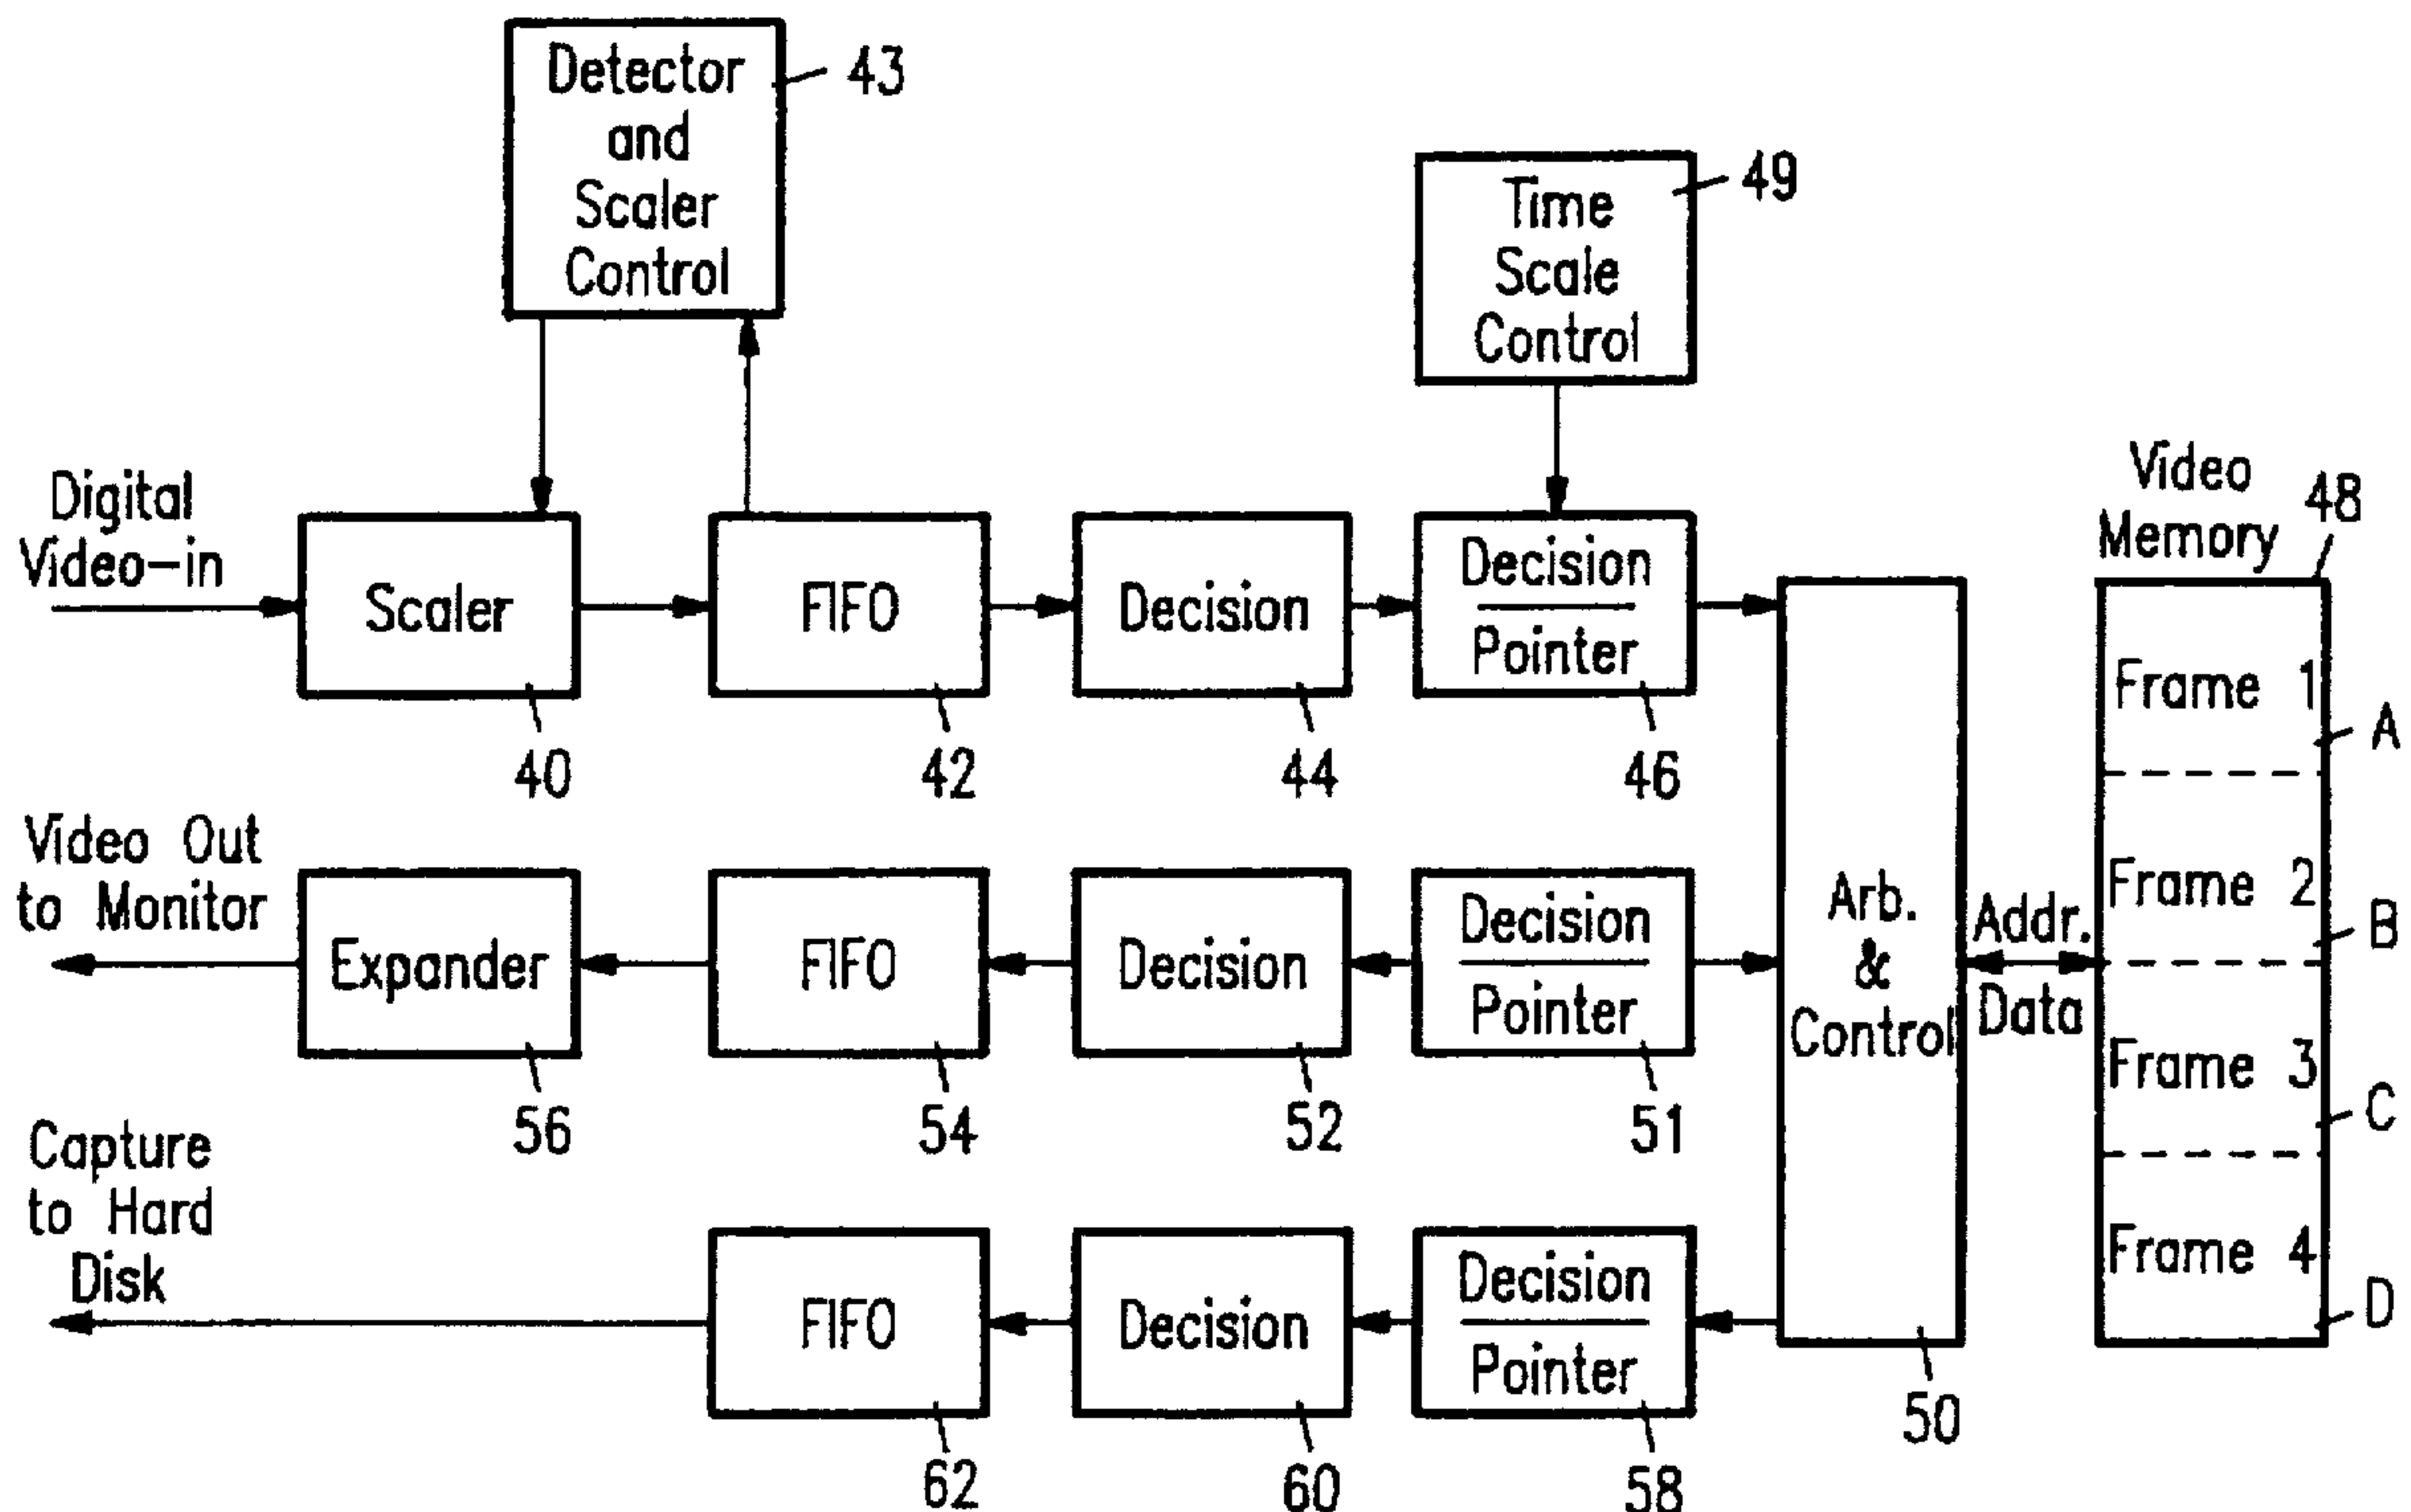 Detector
and
Scaler
Control
43
Time
Scale
Control
49
Digital
Video-in
Scaler
40
FIFO
42
Decision
44
Decision
Pointer
46
Video
Memory
48
Frame 1
A
Frame 2
B
Frame 3
C
Frame 4
D
Arb.
&
Control
50
Addr.
Data
Video Out
to Monitor
Expander
56
FIFO
54
Decision
52
Decision
Pointer
51
Capture
to Hard
Disk
FIFO
62
Decision
60
Decision
Pointer
58